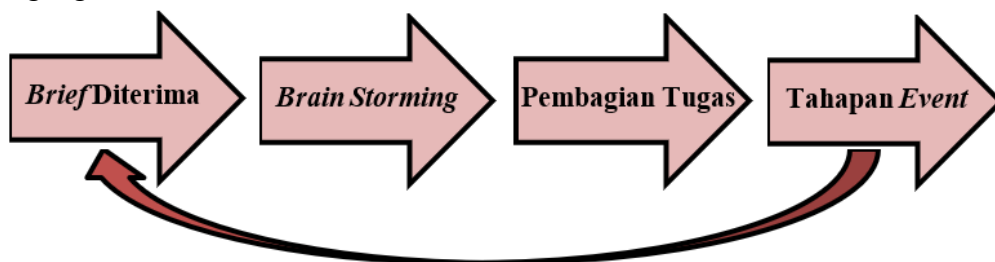 Brief Diterima
Brain Storming
Pembagian Tugas
Tahapan Event